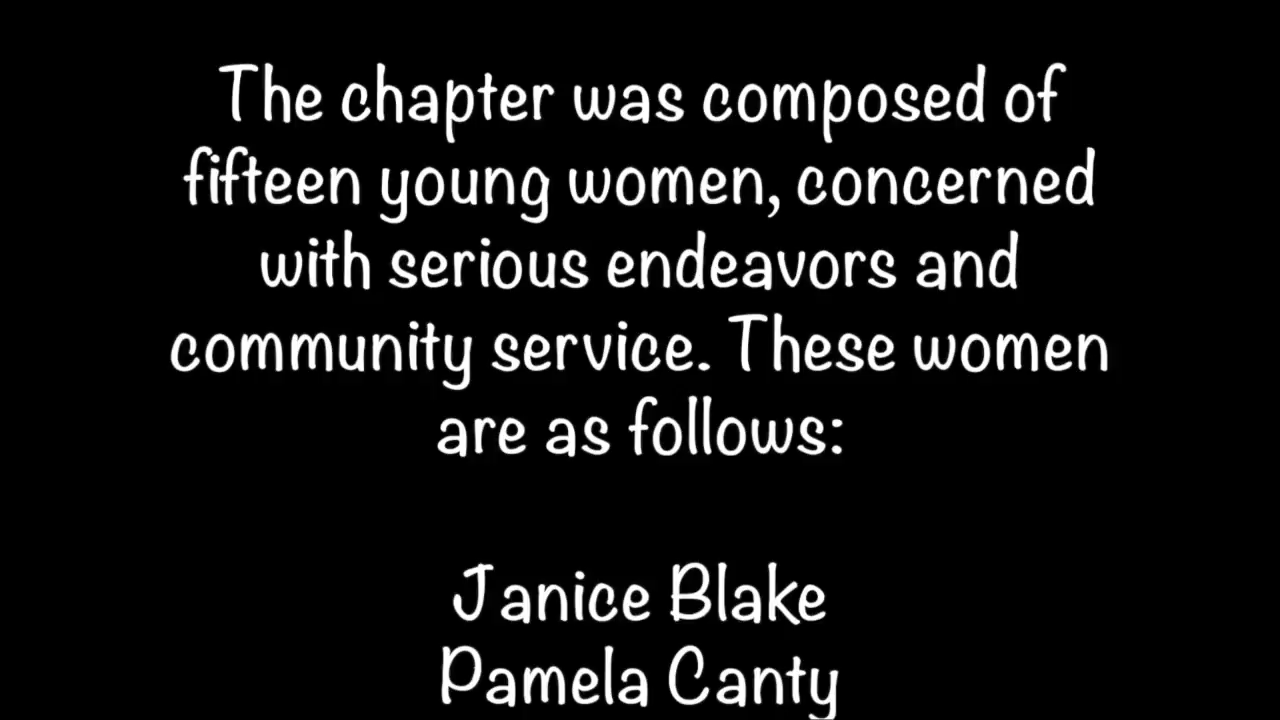 The chapter was composed of
fifteen young women, concerned
with serious endeavors and
community service. These women
are as follows:
Janice Blake
Pamela Canty